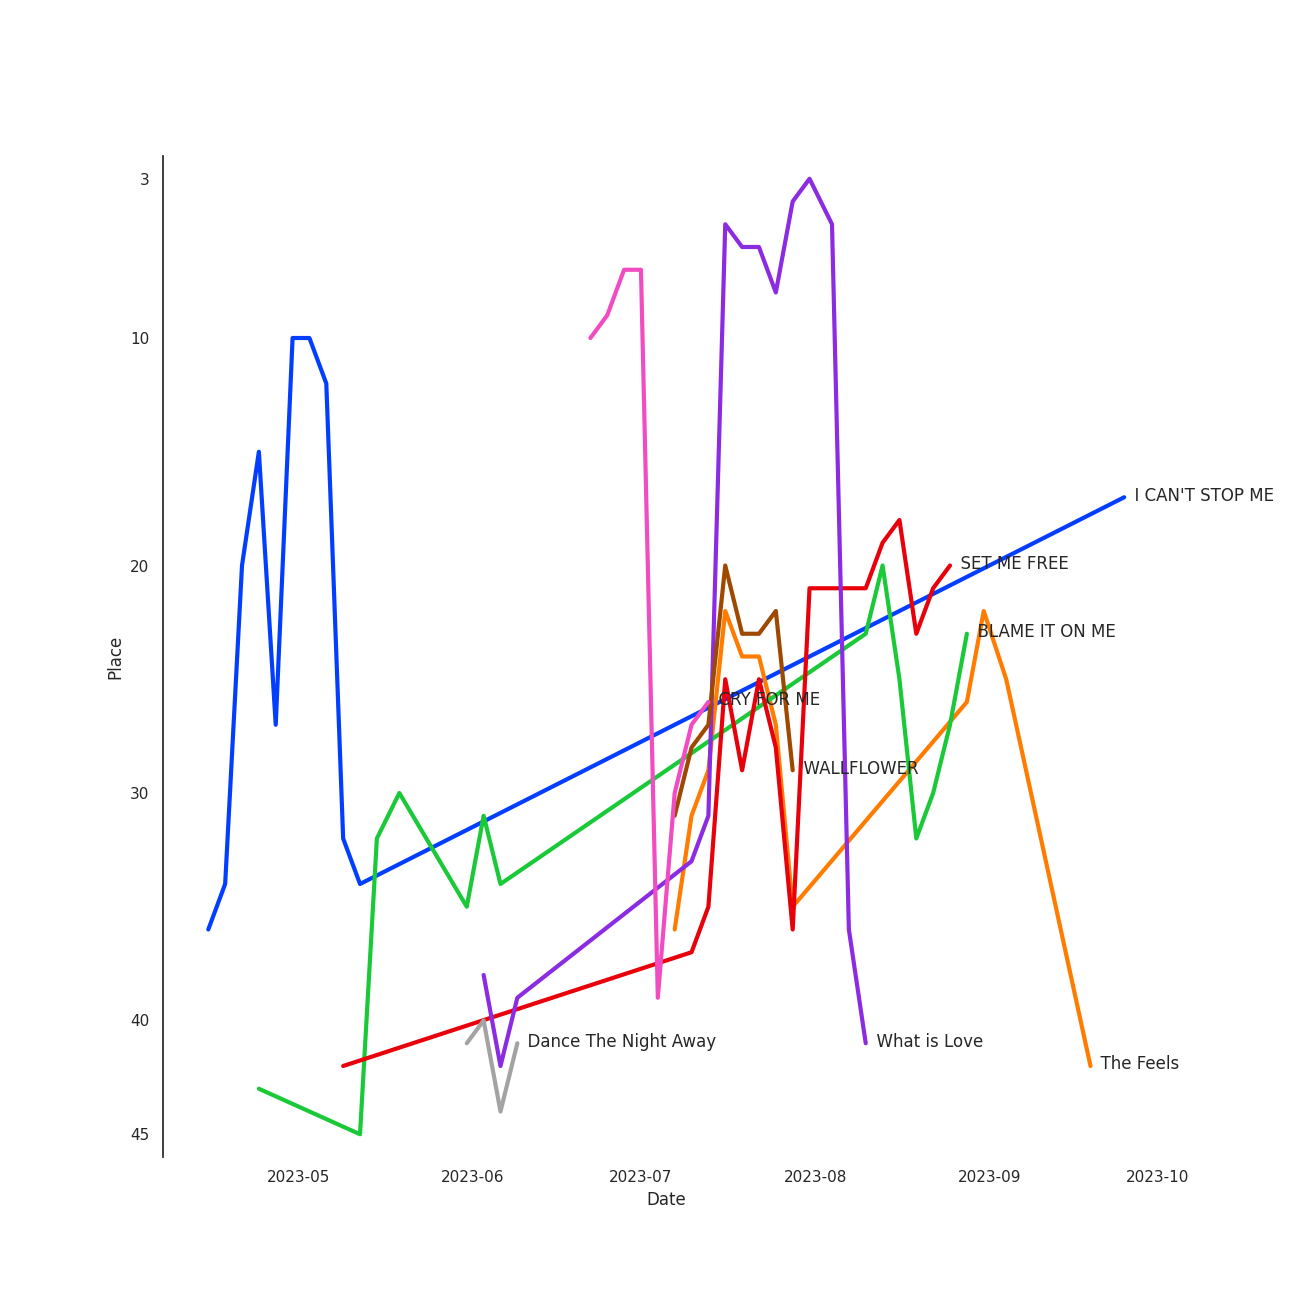 3
10
20
30
40
45
Place
I CAN'T STOP ME
SET ME FREE
BLAME IT ON ME
CRY FOR ME
WALLFLOWER
Dance The Night Away
What is Love
The Feels
2023-05
2023-06
2023-07
2023-08
2023-09
2023-10
Date